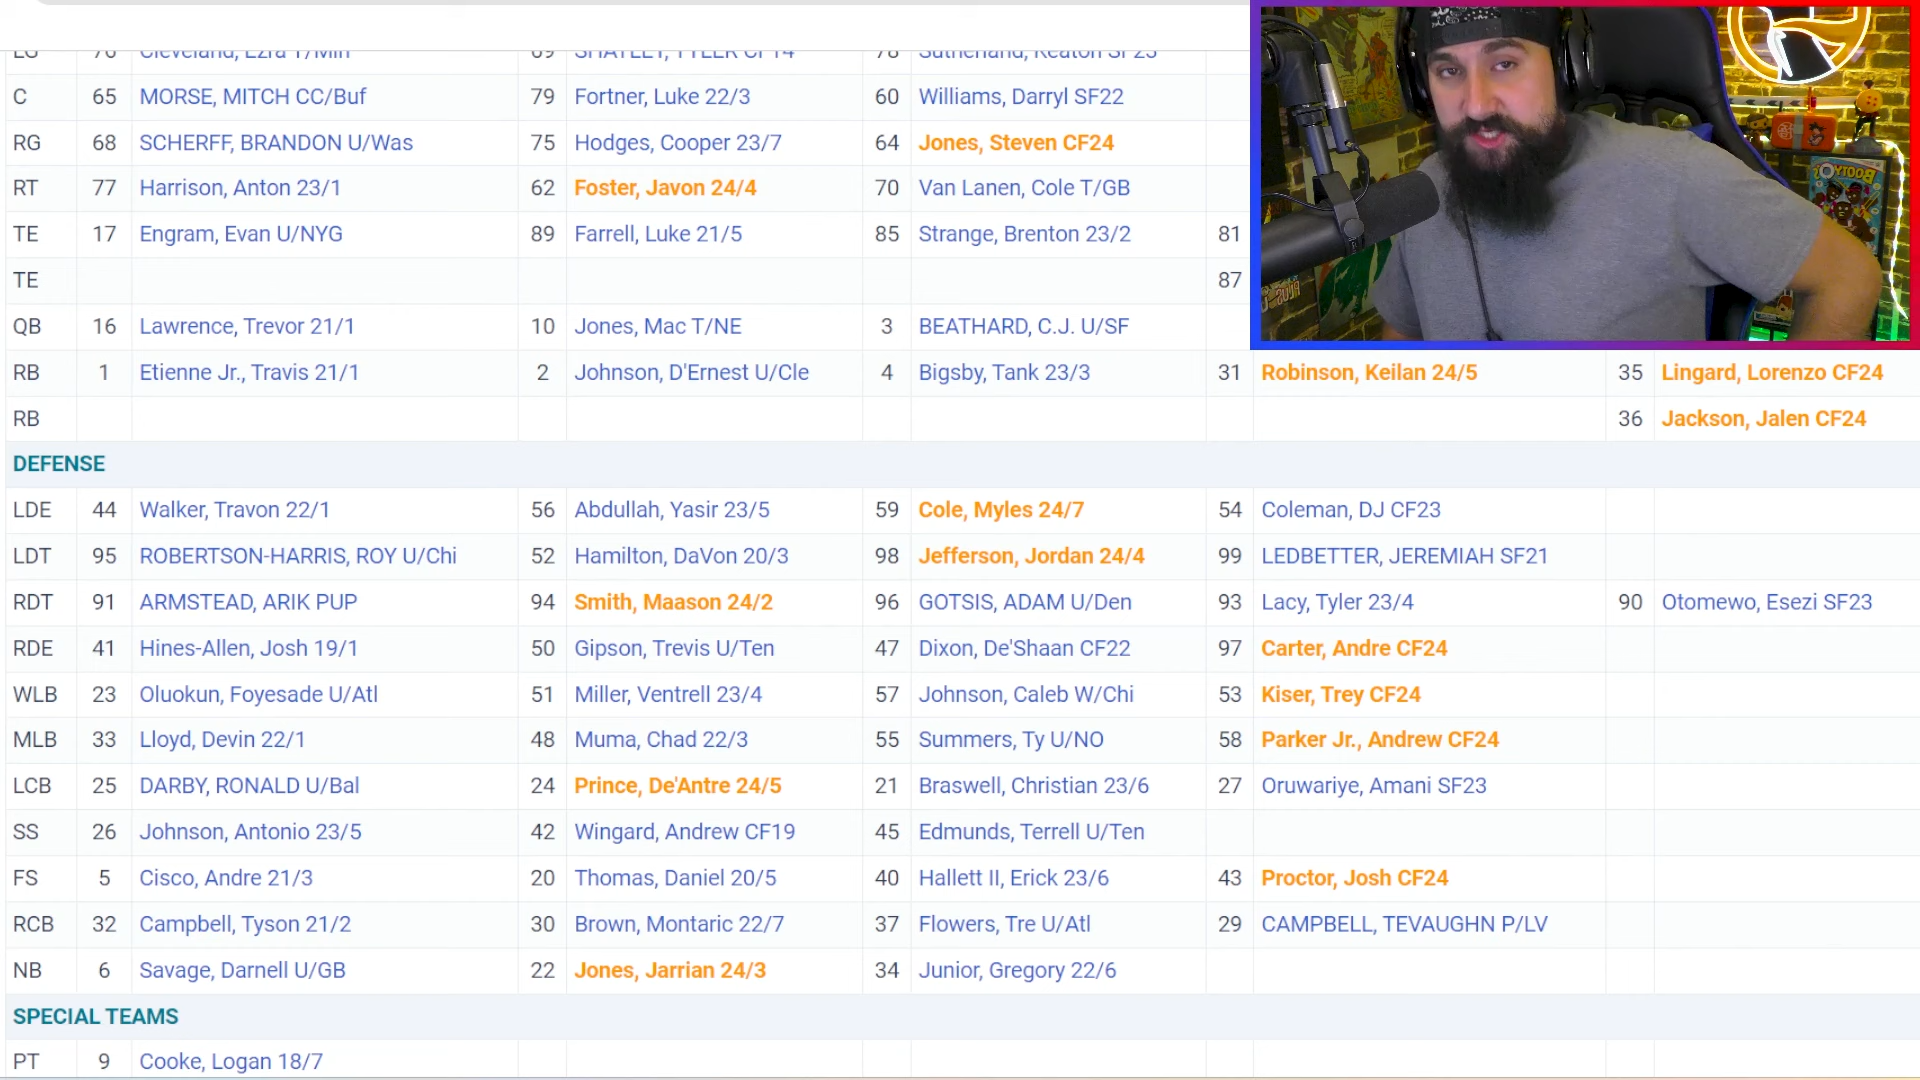 LG 76 Cleveland, Ezra T/Min 69 SHATLEY, TYLER CF14 78 Sutherland, Keaton SF23
C 65 MORSE, MITCH CC/Buf 79 Fortner, Luke 22/3 60 Williams, Darryl SF22
RG 68 SCHERFF, BRANDON U/Was 75 Hodges, Cooper 23/7 64 Jones, Steven CF24
RT 77 Harrison, Anton 23/1 62 Foster, Javon 24/4 70 Van Lanen, Cole T/GB
TE 17 Engram, Evan U/NYG 89 Farrell, Luke 21/5 85 Strange, Brenton 23/2 81
TE 87
QB 16 Lawrence, Trevor 21/1 10 Jones, Mac T/NE 3 BEATHARD, C.J. U/SF
RB 1 Etienne Jr., Travis 21/1 2 Johnson, D'Ernest U/Cle 4 Bigsby, Tank 23/3 31 Robinson, Keilan 24/5 35 Lingard, Lorenzo CF24
RB 36 Jackson, Jalen CF24
DEFENSE
LDE 44 Walker, Travon 22/1 56 Abdullah, Yasir 23/5 59 Cole, Myles 24/7 54 Coleman, DJ CF23
LDT 95 ROBERTSON-HARRIS, ROY U/Chi 52 Hamilton, DaVon 20/3 98 Jefferson, Jordan 24/4 99 LEDBETTER, JEREMIAH SF21
RDT 91 ARMSTEAD, ARIK PUP 94 Smith, Maason 24/2 96 GOTSIS, ADAM U/Den 93 Lacy, Tyler 23/4 90 Otomewo, Esezi SF23
RDE 41 Hines-Allen, Josh 19/1 50 Gipson, Trevis U/Ten 47 Dixon, De'Shaan CF22 97 Carter, Andre CF24
WLB 23 Oluokun, Foyesade U/Atl 51 Miller, Ventrell 23/4 57 Johnson, Caleb W/Chi 53 Kiser, Trey CF24
MLB 33 Lloyd, Devin 22/1 48 Muma, Chad 22/3 55 Summers, Ty U/NO 58 Parker Jr., Andrew CF24
LCB 25 DARBY, RONALD U/Bal 24 Prince, De'Antre 24/5 21 Braswell, Christian 23/6 27 Oruwariye, Amani SF23
SS 26 Johnson, Antonio 23/5 42 Wingard, Andrew CF19 45 Edmunds, Terrell U/Ten
FS 5 Cisco, Andre 21/3 20 Thomas, Daniel 20/5 40 Hallett II, Erick 23/6 43 Proctor, Josh CF24
RCB 32 Campbell, Tyson 21/2 30 Brown, Montaric 22/7 37 Flowers, Tre U/Atl 29 CAMPBELL, TEVAUGHN P/LV
NB 6 Savage, Darnell U/GB 22 Jones, Jarrian 24/3 34 Junior, Gregory 22/6
SPECIAL TEAMS
PT 9 Cooke, Logan 18/7